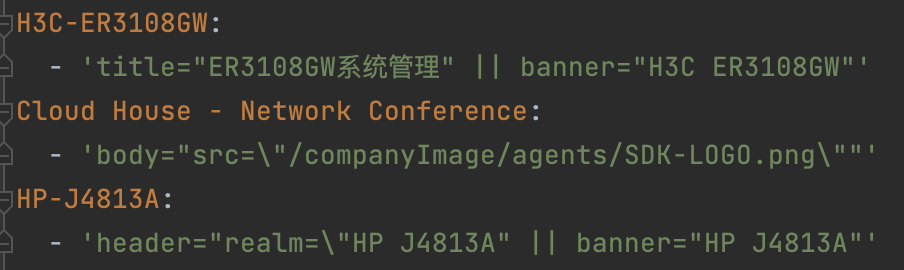 H3C-ER3108GW:
- 'title="ER3108GW系统管理" || banner="H3C ER3108GW"'
Cloud House - Network Conference:
- 'body="src=\"/companyImage/agents/SDK-LOGO.png\""'
HP-J4813A:
- 'header="realm=\"HP J4813A" || banner="HP J4813A"'